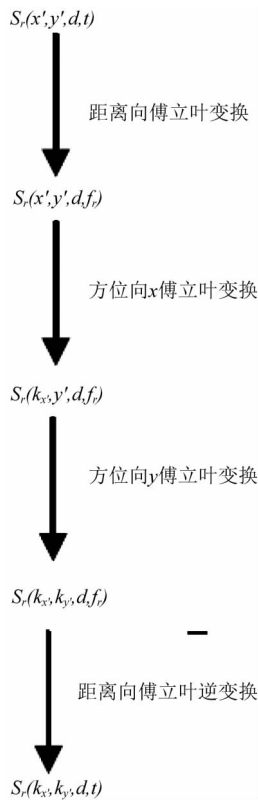 Sr(x',y',d,t)
距离向傅立叶变换
Sr(x',y',d,fr)
方位向x傅立叶变换
Sr(kx',y',d,fr)
方位向y傅立叶变换
Sr(kx',ky',d,fr)
距离向傅立叶逆变换
Sr(kx',ky',d,t)